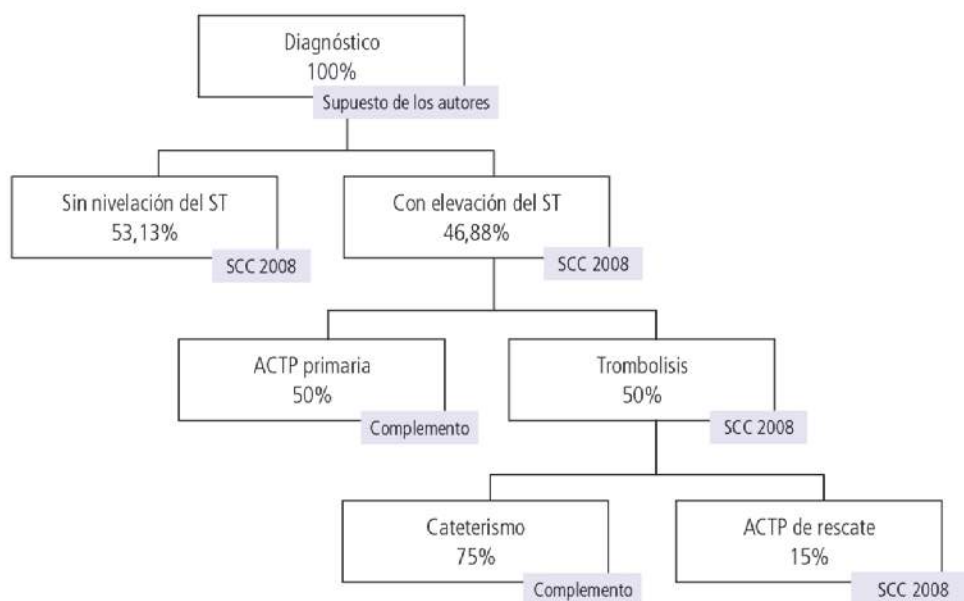 Diagnóstico
100%
Supuesto de los autores
Sin nivelación del ST
53,13%
SCC 2008
Con elevación del ST
46,88%
SCC 2008
ACTP primaria
50%
Complemento
Trombolisis
50%
SCC 2008
Cateterismo
75%
Complemento
ACTP de rescate
15%
SCC 2008